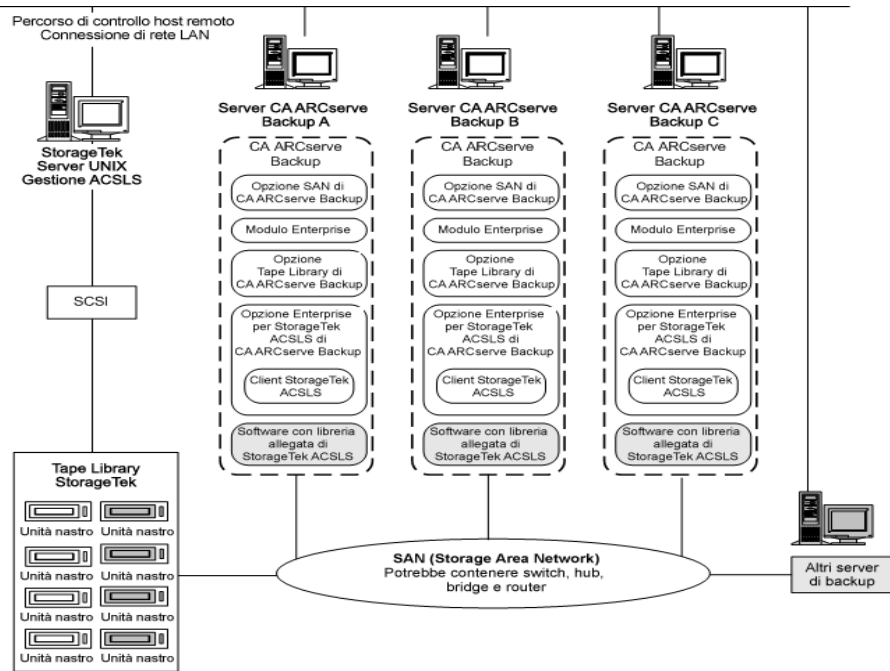 Percorso di controllo host remoto
Connessione di rete LAN
StorageTek
Server UNIX
Gestione ACSLS
SCSI
Tape Library
StorageTek
Unità nastro Unità nastro
Unità nastro Unità nastro
Unità nastro Unità nastro
Unità nastro Unità nastro
Server CA ARCserve
Backup A
CA ARCserve
Backup
Opzione SAN di
CA ARCserve Backup
Modulo Enterprise
Opzione
Tape Library di
CA ARCserve Backup
Opzione Enterprise
per StorageTek
ACSLS di
CA ARCserve Backup
Client StorageTek
ACSLS
Software con libreria
allegata di
StorageTek ACSLS
Server CA ARCserve
Backup B
CA ARCserve
Backup
Opzione SAN di
CA ARCserve Backup
Modulo Enterprise
Opzione
Tape Library di
CA ARCserve Backup
Opzione Enterprise
per StorageTek
ACSLS di
CA ARCserve Backup
Client StorageTek
ACSLS
Software con libreria
allegata di
StorageTek ACSLS
Server CA ARCserve
Backup C
CA ARCserve
Backup
Opzione SAN di
CA ARCserve Backup
Modulo Enterprise
Opzione
Tape Library di
CA ARCserve Backup
Opzione Enterprise
per StorageTek
ACSLS di
CA ARCserve Backup
Client StorageTek
ACSLS
Software con libreria
allegata di
StorageTek ACSLS
SAN (Storage Area Network)
Potrebbe contenere switch, hub,
bridge e router
Altri server
di backup